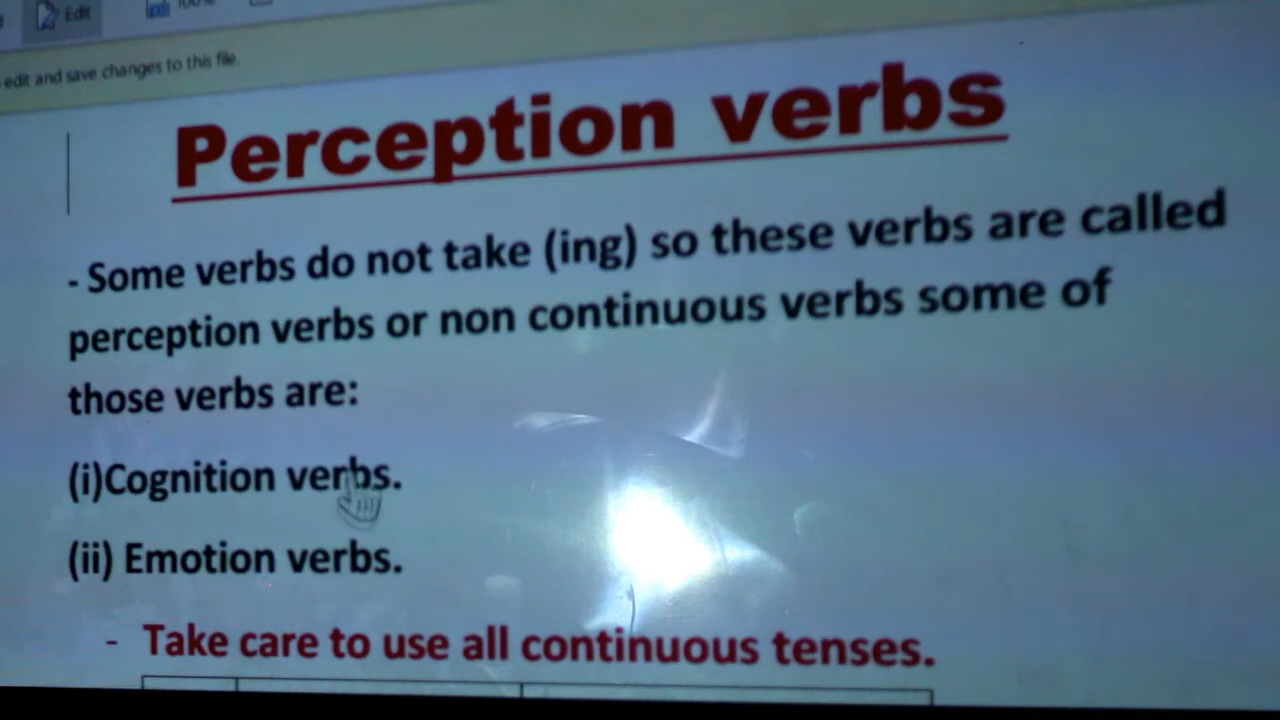 Edit
100%
edit and save changes to this file.
Perception verbs
- Some verbs do not take (ing) so these verbs are called
perception verbs or non continuous verbs some of
those verbs are:
(i)Cognition verbs.
(ii) Emotion verbs.
- Take care to use all continuous tenses.